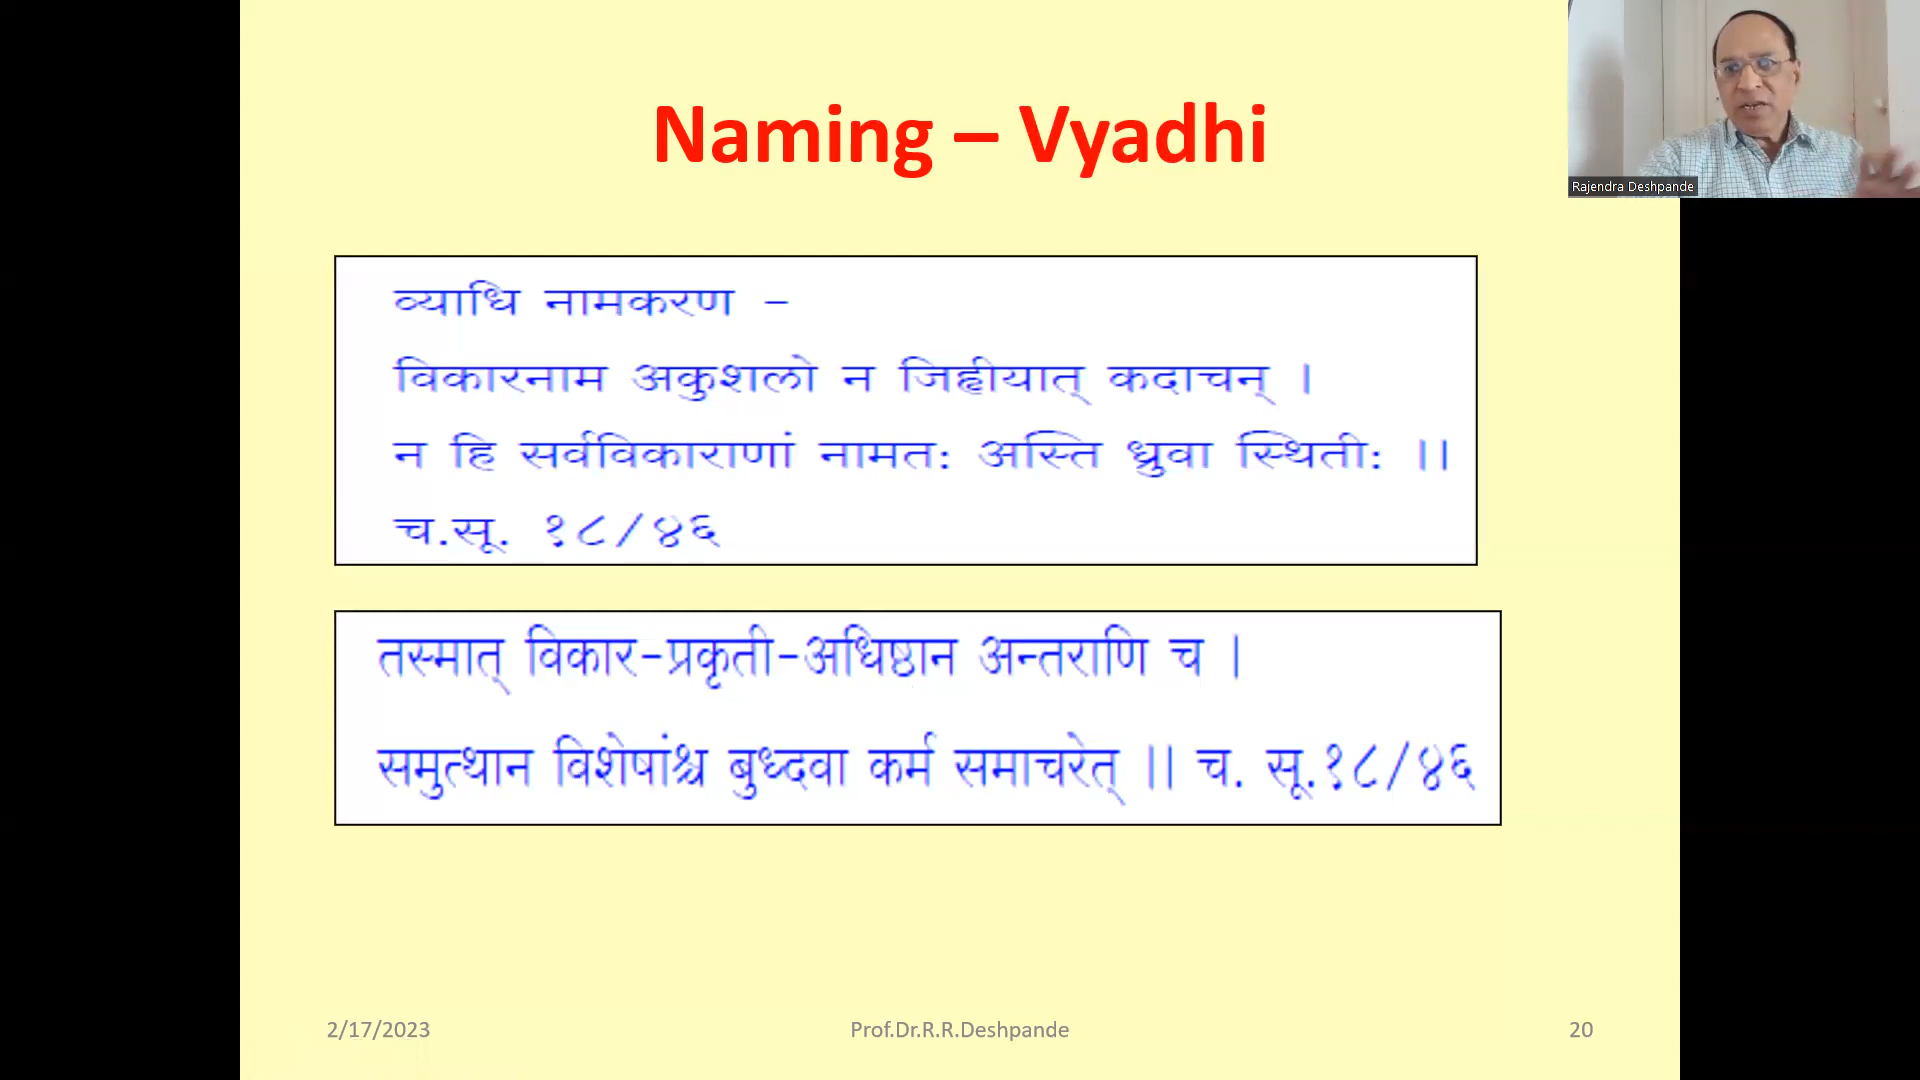 Naming – Vyadhi
Rajendra Deshpande
व्याधि नामकरण -
विकारनाम अकुशलो न जिह्रीयात् कदाचन् ।
न हि सर्वविकाराणां नामतः अस्ति ध्रुवा स्थितीः ।।
च.सू. १८/४६
तस्मात् विकार-प्रकृती-अधिष्ठान अन्तराणि च |
समुत्थान विशेषांश्च बुध्दवा कर्म समाचरेत् || च. सू.१८/४६
2/17/2023
Prof.Dr.R.R.Deshpande
20